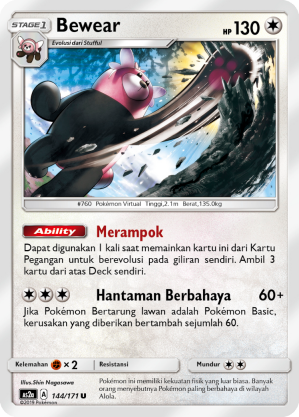 STAGE 1 Bewear HP 130
Evolusi dari Stufful
#760 Pokémon Virtual Tinggi,2.1m Berat,135.0kg
Ability Merampok
Dapat digunakan 1 kali saat memainkan kartu ini dari Kartu
Pegangan untuk berevolusi pada giliran sendiri. Ambil 3
kartu dari atas Deck sendiri.
Hantaman Berbahaya 60+
Jika Pokémon Bertarung lawan adalah Pokémon Basic,
kerusakan yang diberikan bertambah sejumlah 60.
Kelemahan × 2 Resistansi Mundur
Illus.Shin Nagasawa
AS2a A 144/171 U
©2019 Pokémon
Pokémon ini memiliki kekuatan fisik yang luar biasa. Banyak
orang menyebutnya Pokémon paling berbahaya di wilayah
Alola.